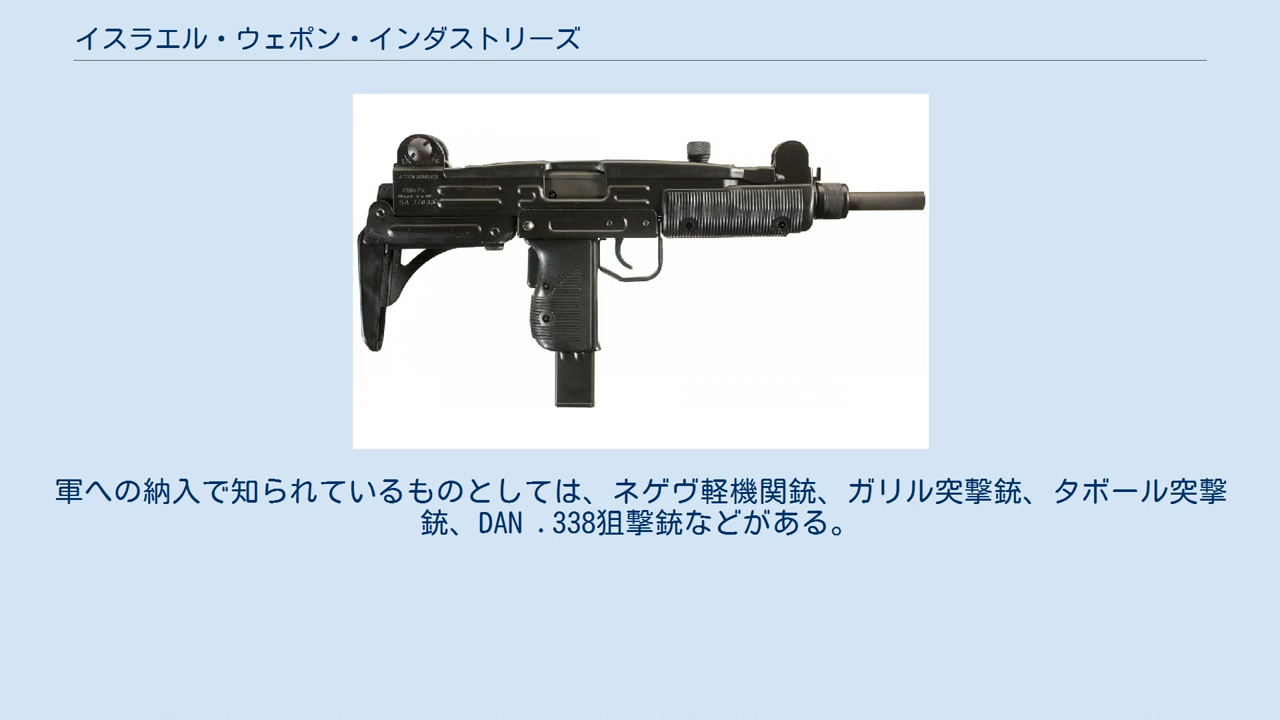 イスラエル・ウェポン・インダストリーズ
軍への納入で知られているものとしては、ネゲヴ軽機関銃、ガリル突撃銃、タボール突撃
銃、DAN .338狙撃銃などがある。